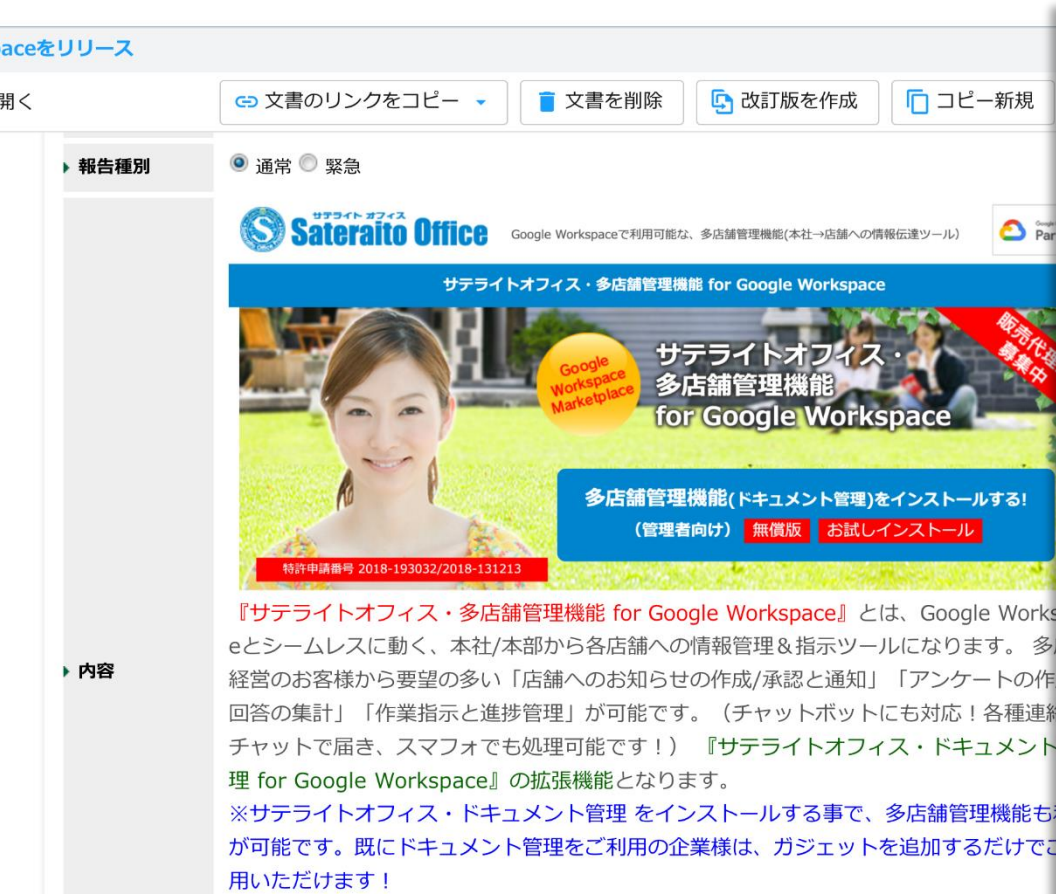 paceをリリース
開く
文書のリンクをコピー
文書を削除
改訂版を作成
コピー新規
報告種別
通常 緊急
サテライト オフィス
Sateraito Office
Google Workspaceで利用可能な、多店舗管理機能(本社→店舗への情報伝達ツール)
Google
Par
サテライトオフィス・多店舗管理機能 for Google Workspace
Google
Workspace
Marketplace
サテライトオフィス・
多店舗管理機能
for Google Workspace
販売代理
募集中
多店舗管理機能(ドキュメント管理)をインストールする!
（管理者向け） 無償版 お試しインストール
特許申請番号 2018-193032/2018-131213
内容
『サテライトオフィス・多店舗管理機能 for Google Workspace』とは、Google Works
eとシームレスに動く、本社/本部から各店舗への情報管理＆指示ツールになります。 多
経営のお客様から要望の多い「店舗へのお知らせの作成/承認と通知」「アンケートの作
回答の集計」「作業指示と進捗管理」が可能です。（チャットボットにも対応！各種連
チャットで届き、スマフォでも処理可能です！） 『サテライトオフィス・ドキュメント
理 for Google Workspace』の拡張機能となります。
※サテライトオフィス・ドキュメント管理 をインストールする事で、多店舗管理機能も
が可能です。既にドキュメント管理をご利用の企業様は、ガジェットを追加するだけで
用いただけます！